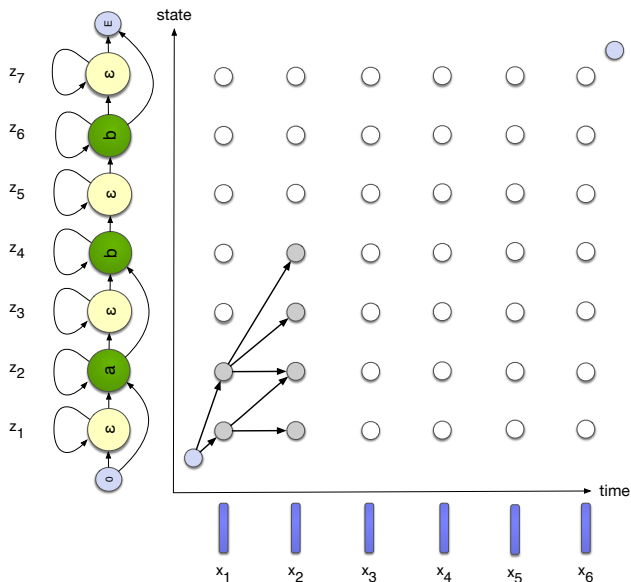 state
E
z7 ε
z6 b
z5 ε
z4 b
z3 ε
z2 a
z1 ε
0
time
x1 x2 x3 x4 x5 x6